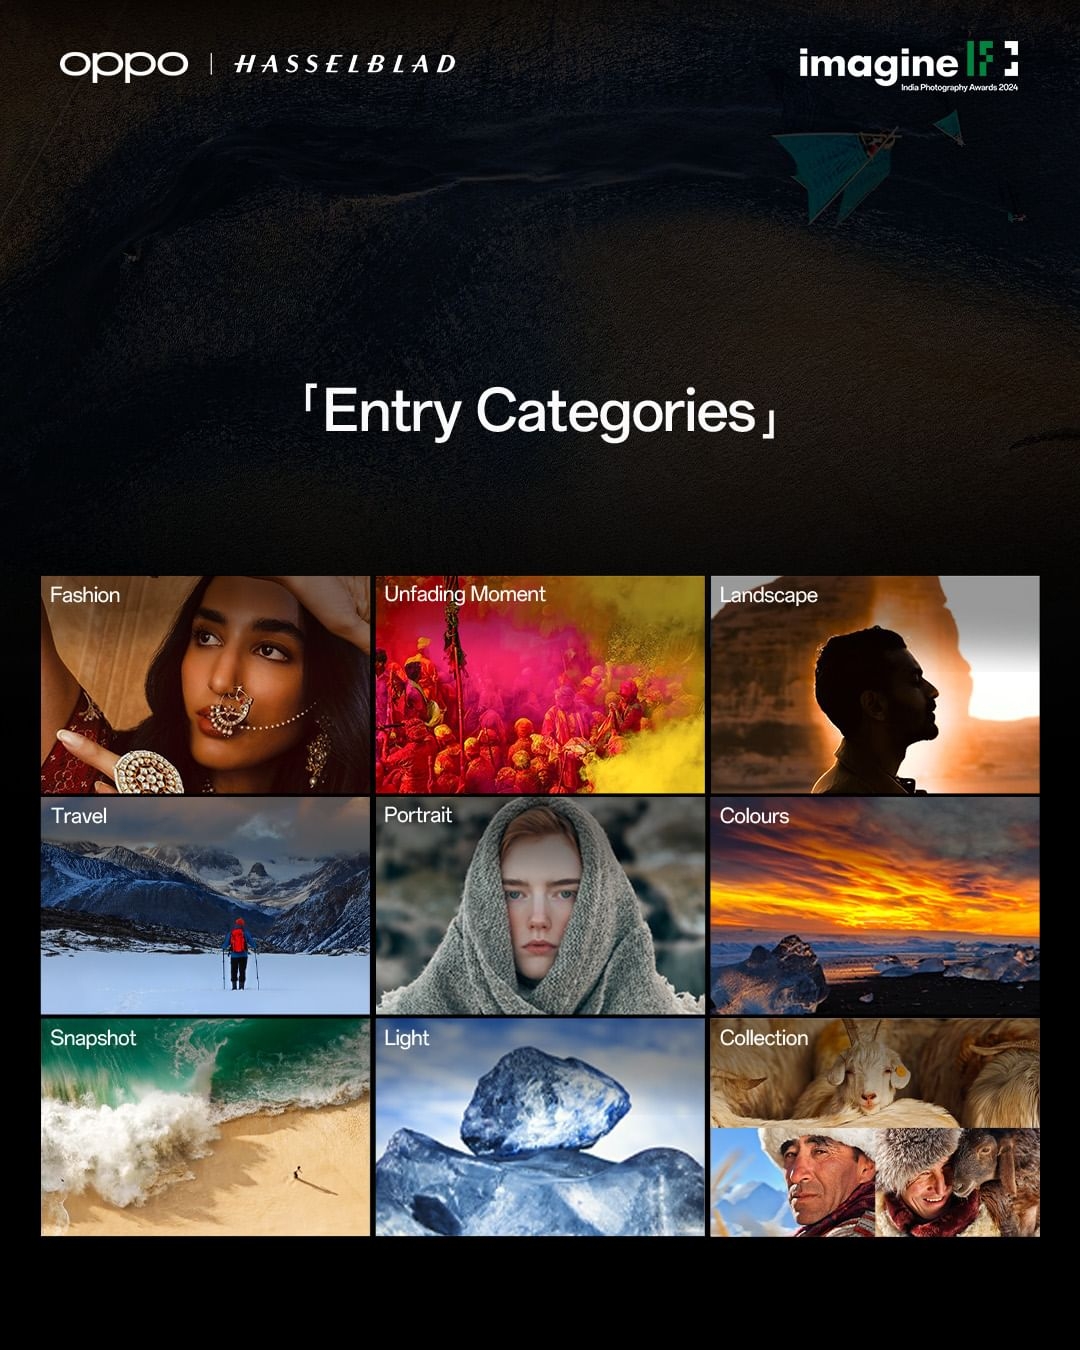 oppo | HASSELBLAD
imagine IF
India Photography Awards 2024
「Entry Categories」
Fashion
Unfading Moment
Landscape
Travel
Portrait
Colours
Snapshot
Light
Collection